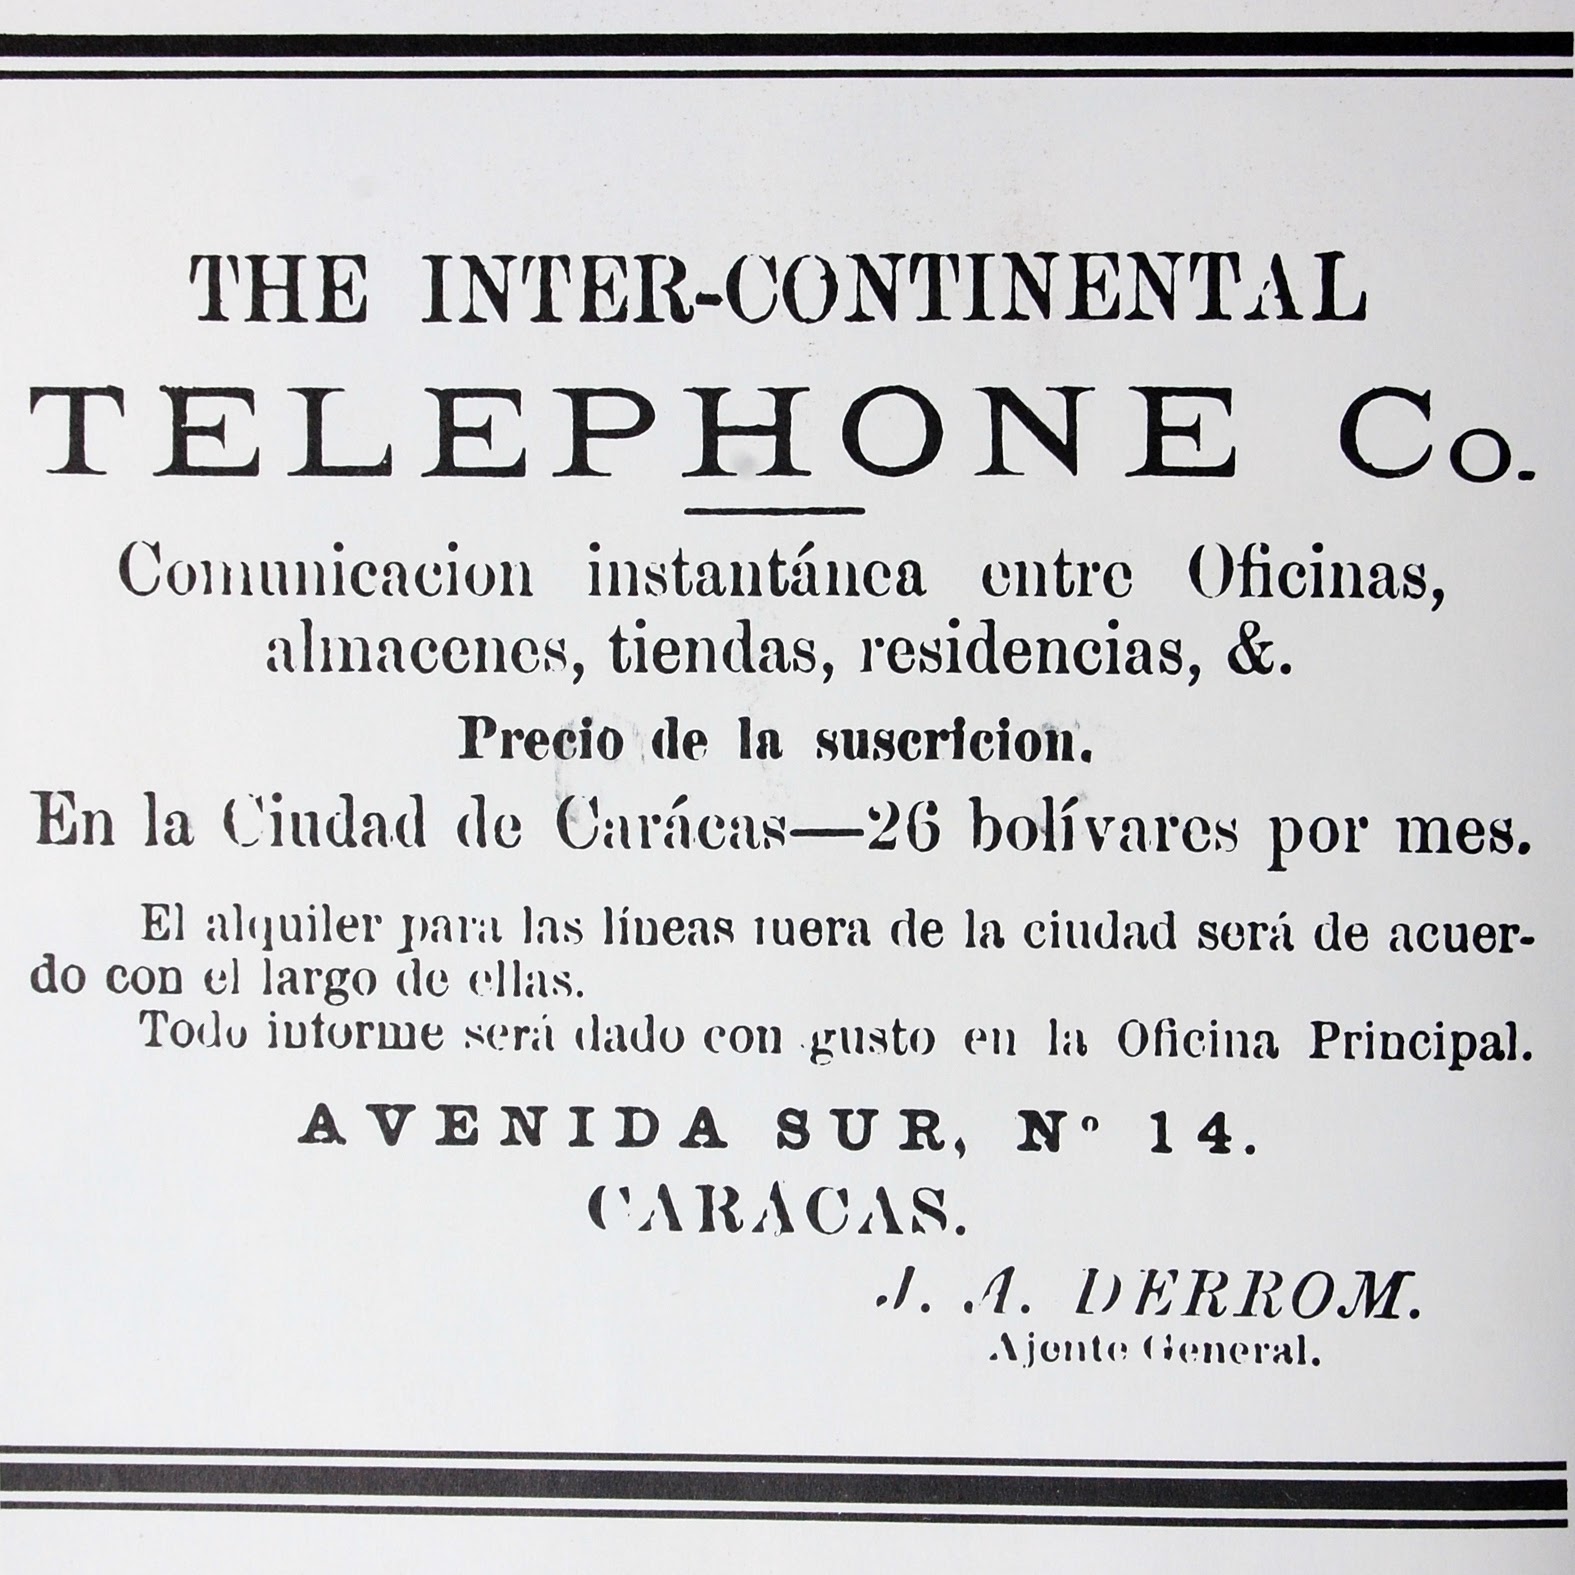 THE INTER-CONTINENTAL
TELEPHONE Co.
Comunicacion instantánea entre Oficinas,
almacenes, tiendas, residencias, &.
Precio de la suscricion.
En la Ciudad de Carácas—26 bolívares por mes.
El alquiler para las líneas fuera de la ciudad será de acuer-
do con el largo de ellas.
Todo informe será dado con gusto en la Oficina Principal.
AVENIDA SUR, Nº 14.
CARACAS.
J. A. DERROM.
Ajente General.